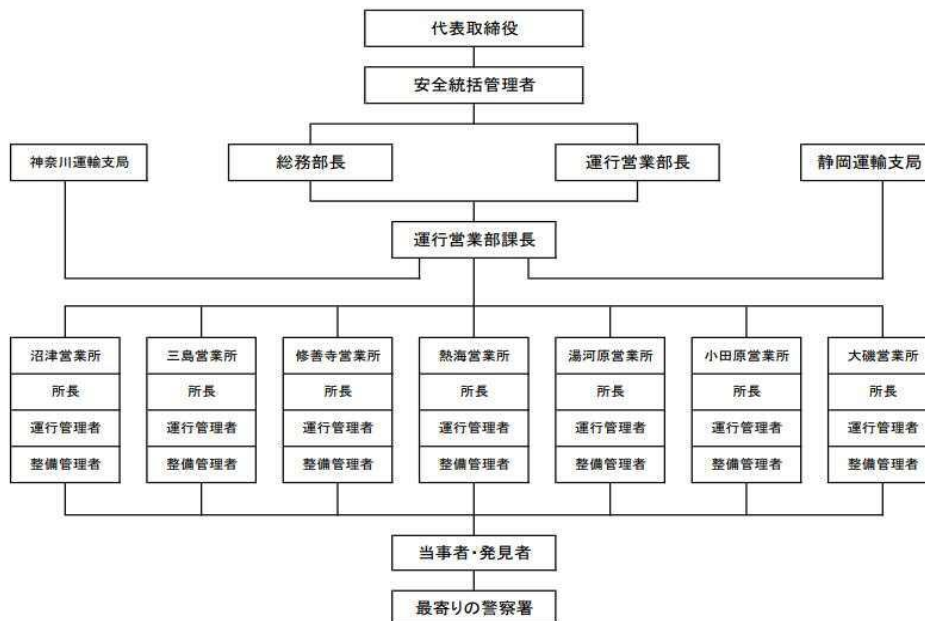 代表取締役
安全統括管理者
神奈川運輸支局
総務部長
運行営業部長
静岡運輸支局
運行営業部課長
沼津営業所
所長
運行管理者
整備管理者
三島営業所
所長
運行管理者
整備管理者
修善寺営業所
所長
運行管理者
整備管理者
熱海営業所
所長
運行管理者
整備管理者
湯河原営業所
所長
運行管理者
整備管理者
小田原営業所
所長
運行管理者
整備管理者
大磯営業所
所長
運行管理者
整備管理者
当事者・発見者
最寄りの警察署